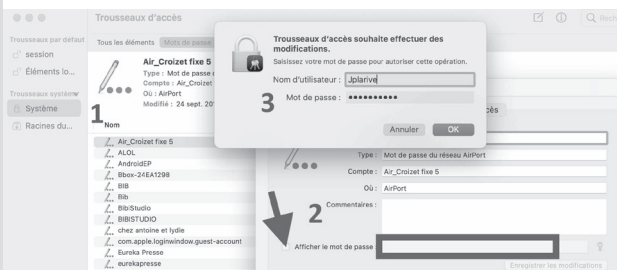 Trousseaux d'accès
Rech
Trousseaux par défaut
session
Éléments lo...
Trousseaux système
Système
Racines du...
Tous les éléments
Mots de passe
Air_Croizet fixe 5
Type : Mot de passe
Compte : Air_Croizet
Où : AirPort
Modifié : 24 sept. 20
1
Nom
Air_Croizet fixe 5
ALOL
AndroidEP
Bbox-24EA1298
BIB
Bib
BibiStudio
BIBISTUDIO
chez antoine et lydie
com.apple.loginwindow.guest-account
Eureka Presse
eurekapresse
Trousseaux d'accès souhaite effectuer des
modifications.
Saisissez votre mot de passe pour autoriser cette opération.
Nom d'utilisateur : Jplarive
3
Mot de passe : ••••••••••
Annuler
OK
cès
Type : Mot de passe du réseau AirPort
Compte : Air_Croizet fixe 5
Où : AirPort
Commentaires :
2
Afficher le mot de passe :
Enregistrer les modifications